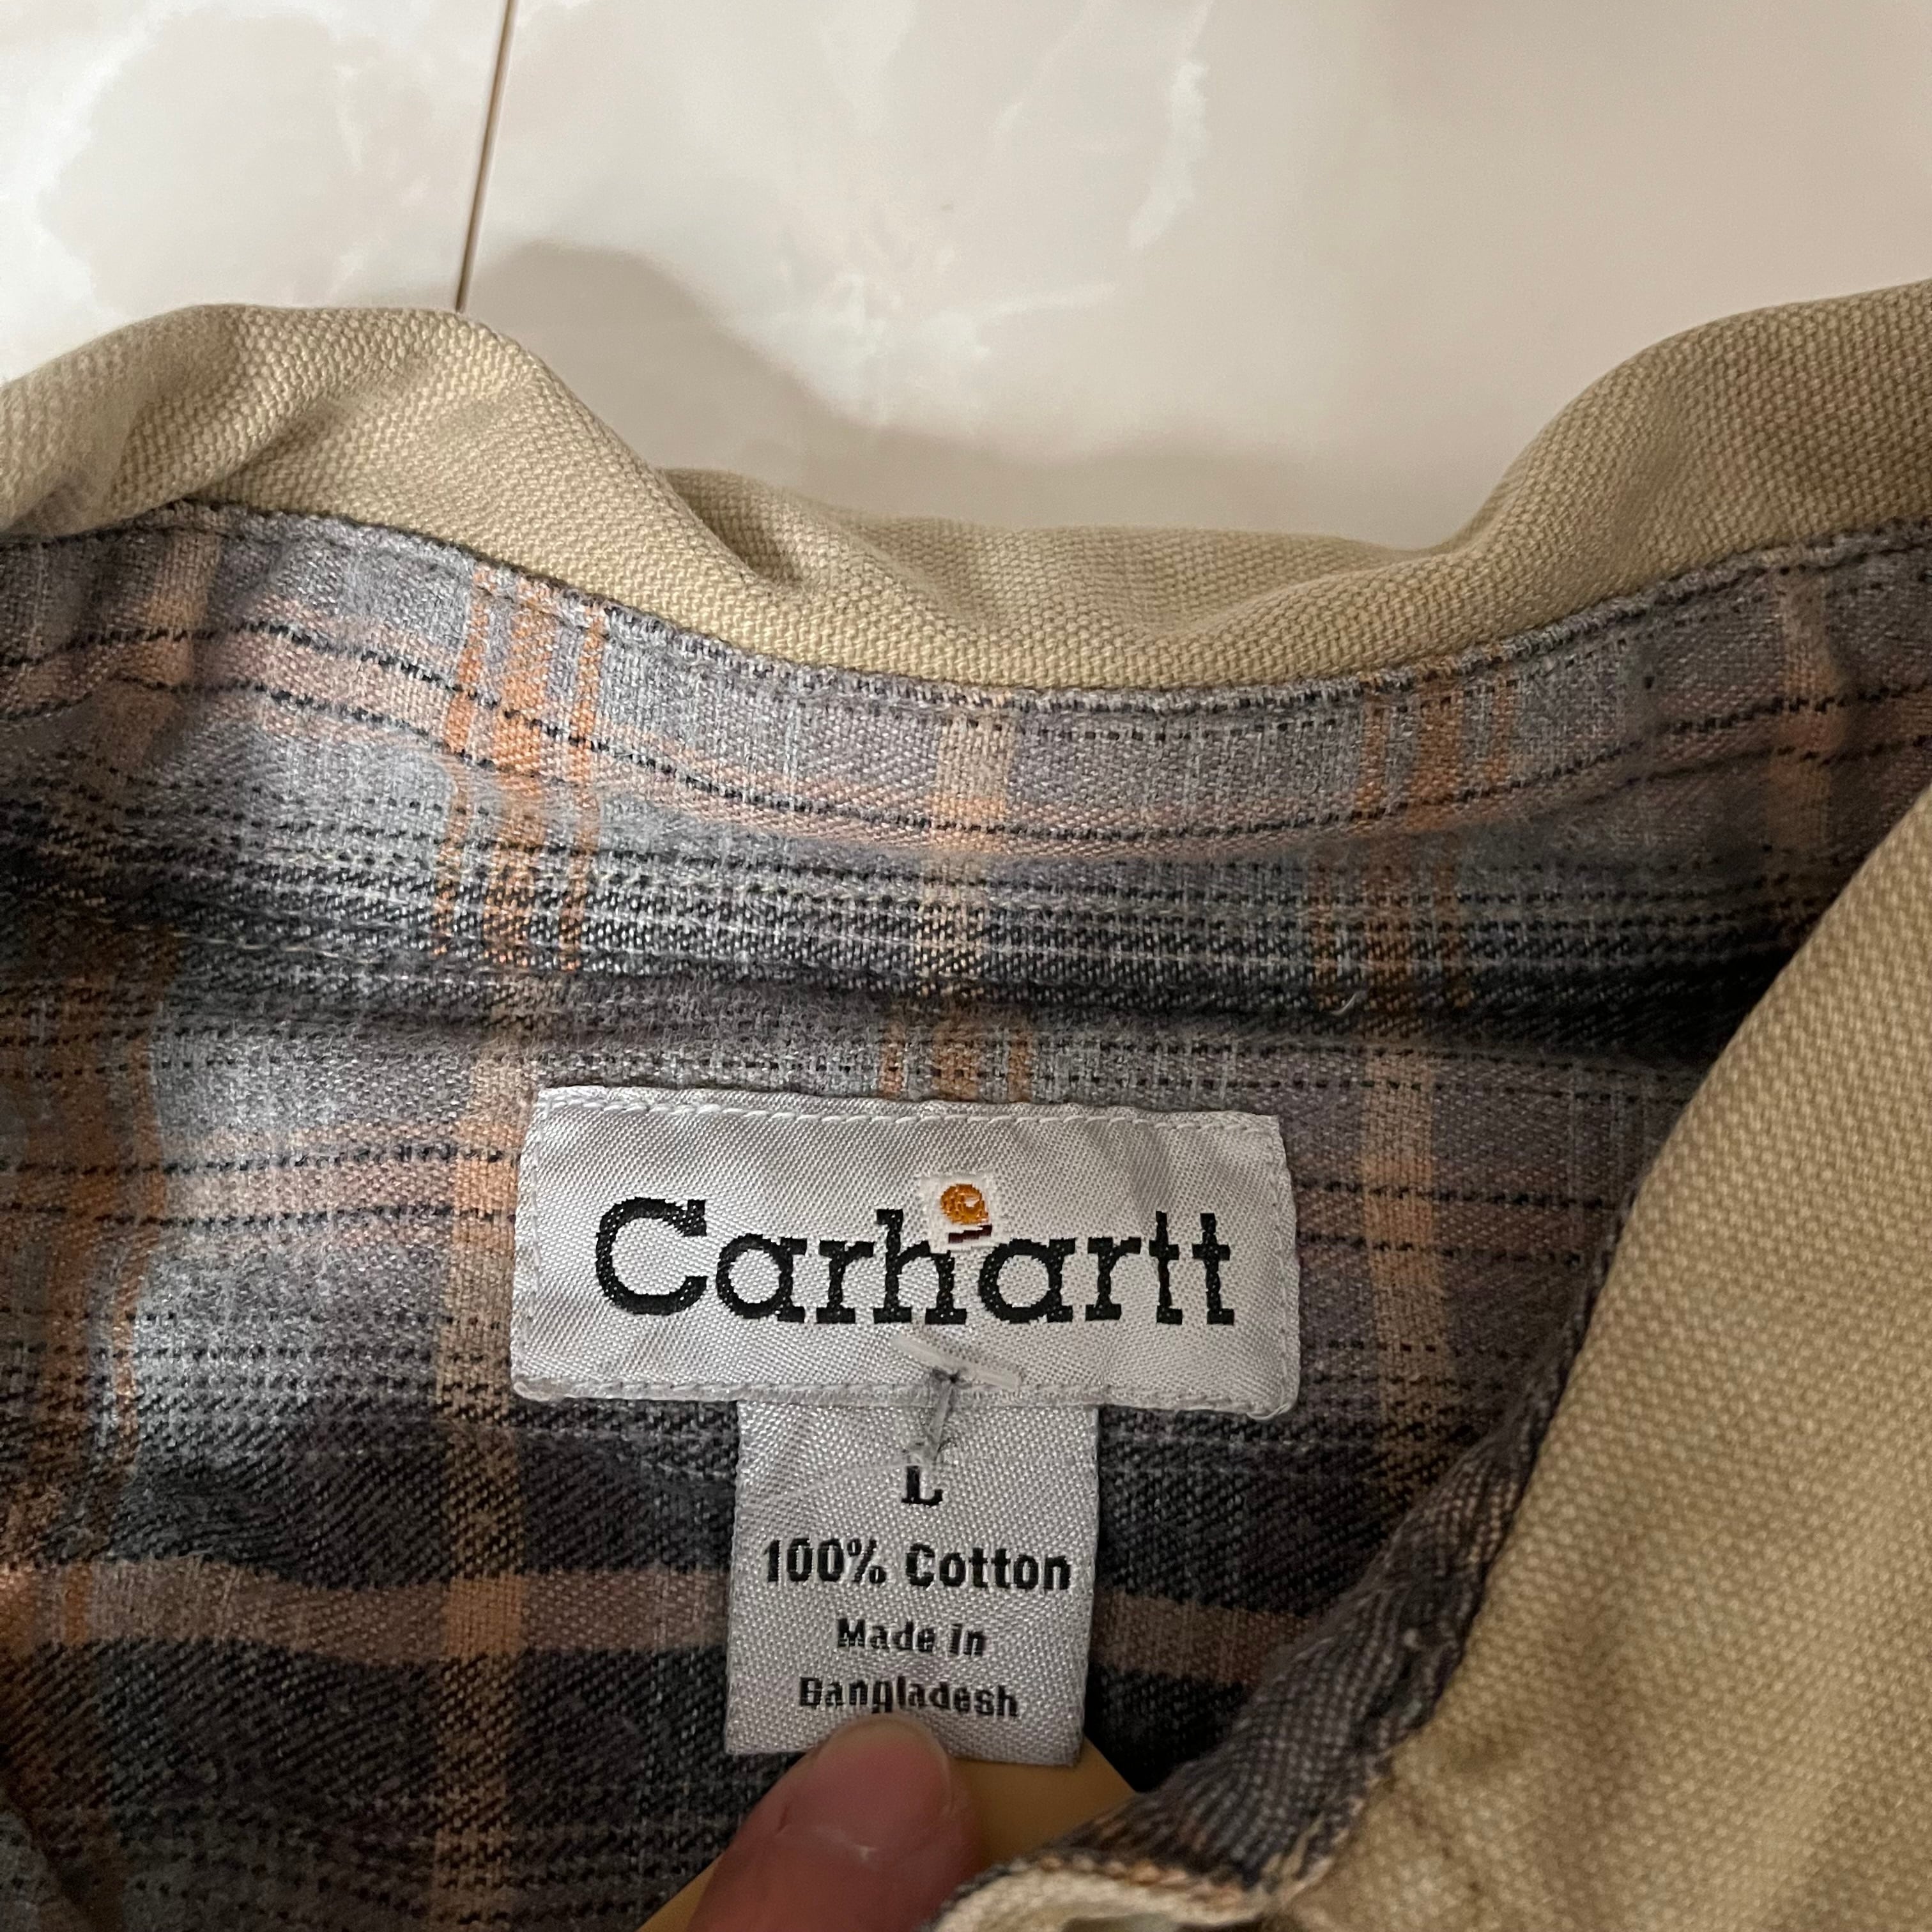 Carhartt
L
100% Cotton
Made in
Bangladesh